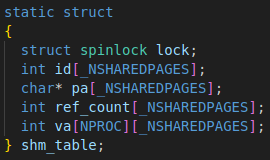 static struct
{
  struct spinlock lock;
  int id[_NSHAREDPAGES];
  char* pa[_NSHAREDPAGES];
  int ref_count[_NSHAREDPAGES];
  int va[NPROC][_NSHAREDPAGES];
} shm_table;